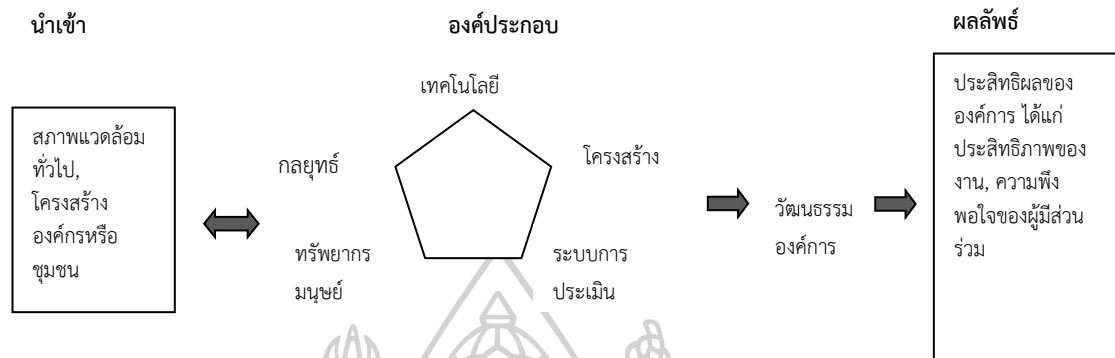 นำเข้า
องค์ประกอบ
ผลลัพธ์
สภาพแวดล้อม
ทั่วไป,
โครงสร้าง
องค์กรหรือ
ชุมชน
เทคโนโลยี
กลยุทธ์
โครงสร้าง
ทรัพยากร
มนุษย์
ระบบการ
ประเมิน
วัฒนธรรม
องค์การ
ประสิทธิผลของ
องค์การ ได้แก่
ประสิทธิภาพของ
งาน, ความพึง
พอใจของผู้มีส่วน
ร่วม